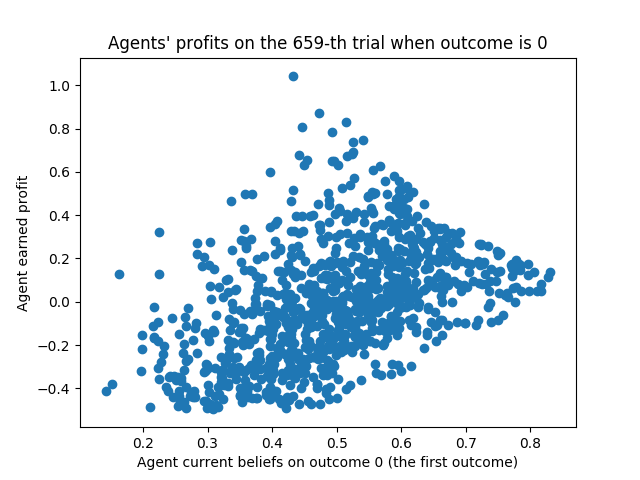 Agents' profits on the 659-th trial when outcome is 0
1.0
0.8
0.6
0.4
0.2
0.0
−0.2
−0.4
Agent earned profit
0.2 0.3 0.4 0.5 0.6 0.7 0.8
Agent current beliefs on outcome 0 (the first outcome)